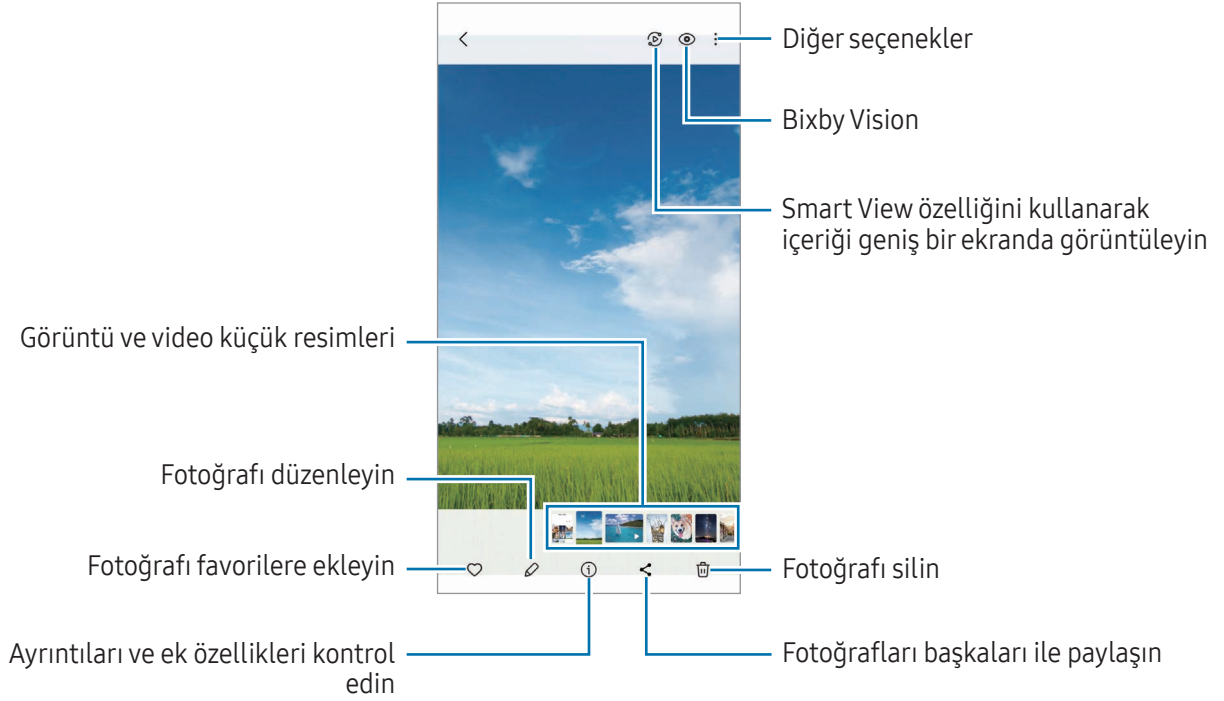 Diğer seçenekler
Bixby Vision
Smart View özelliğini kullanarak
içeriği geniş bir ekranda görüntüleyin
Görüntü ve video küçük resimleri
Fotoğrafı düzenleyin
Fotoğrafı favorilere ekleyin
Fotoğrafı silin
Ayrıntıları ve ek özellikleri kontrol
edin
Fotoğrafları başkaları ile paylaşın